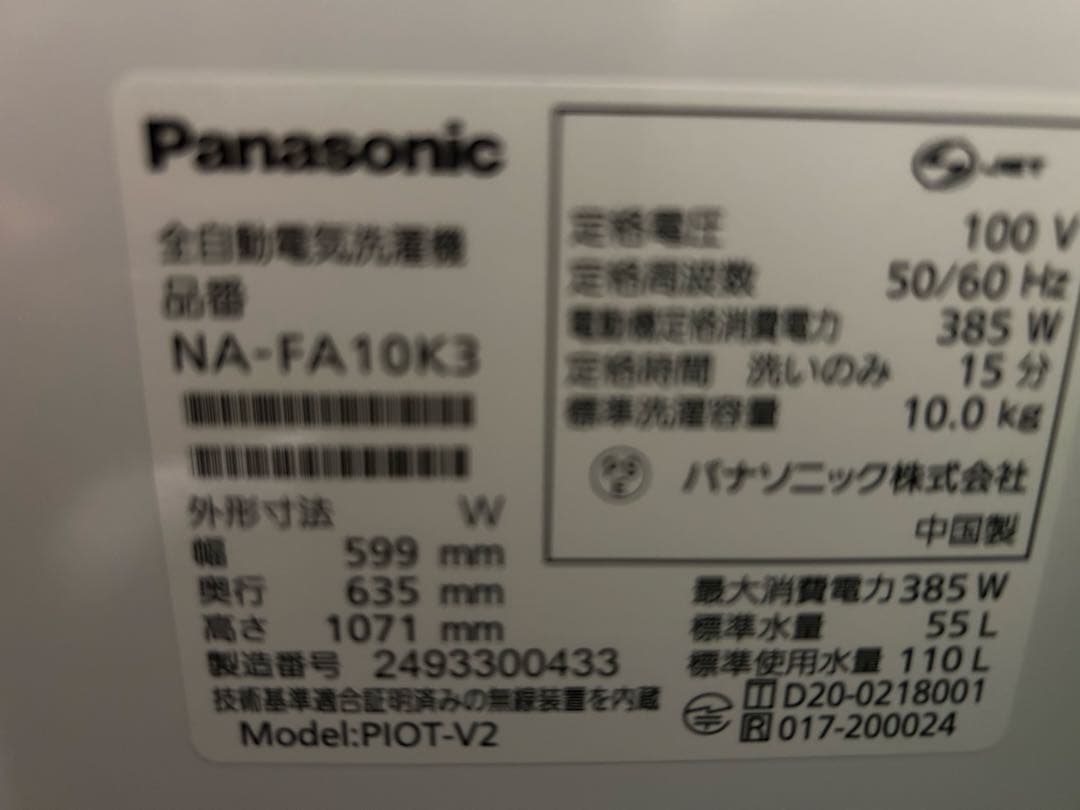 Panasonic
全自動電気洗濯機
品番
NA-FA10K3
外形寸法 W
幅 599 mm
奥行 635 mm
高さ 1071 mm
製造番号 2493300433
技術基準適合証明済みの無線装置を内蔵
Model:PIOT-V2
JET
定格電圧 100 V
定格周波数 50/60 Hz
電動機定格消費電力 385 W
定格時間 洗いのみ 15 分
標準洗濯容量 10.0 kg
パナソニック株式会社
中国製
最大消費電力 385 W
標準水量 55 L
標準使用水量 110 L
T D20-0218001
R 017-200024